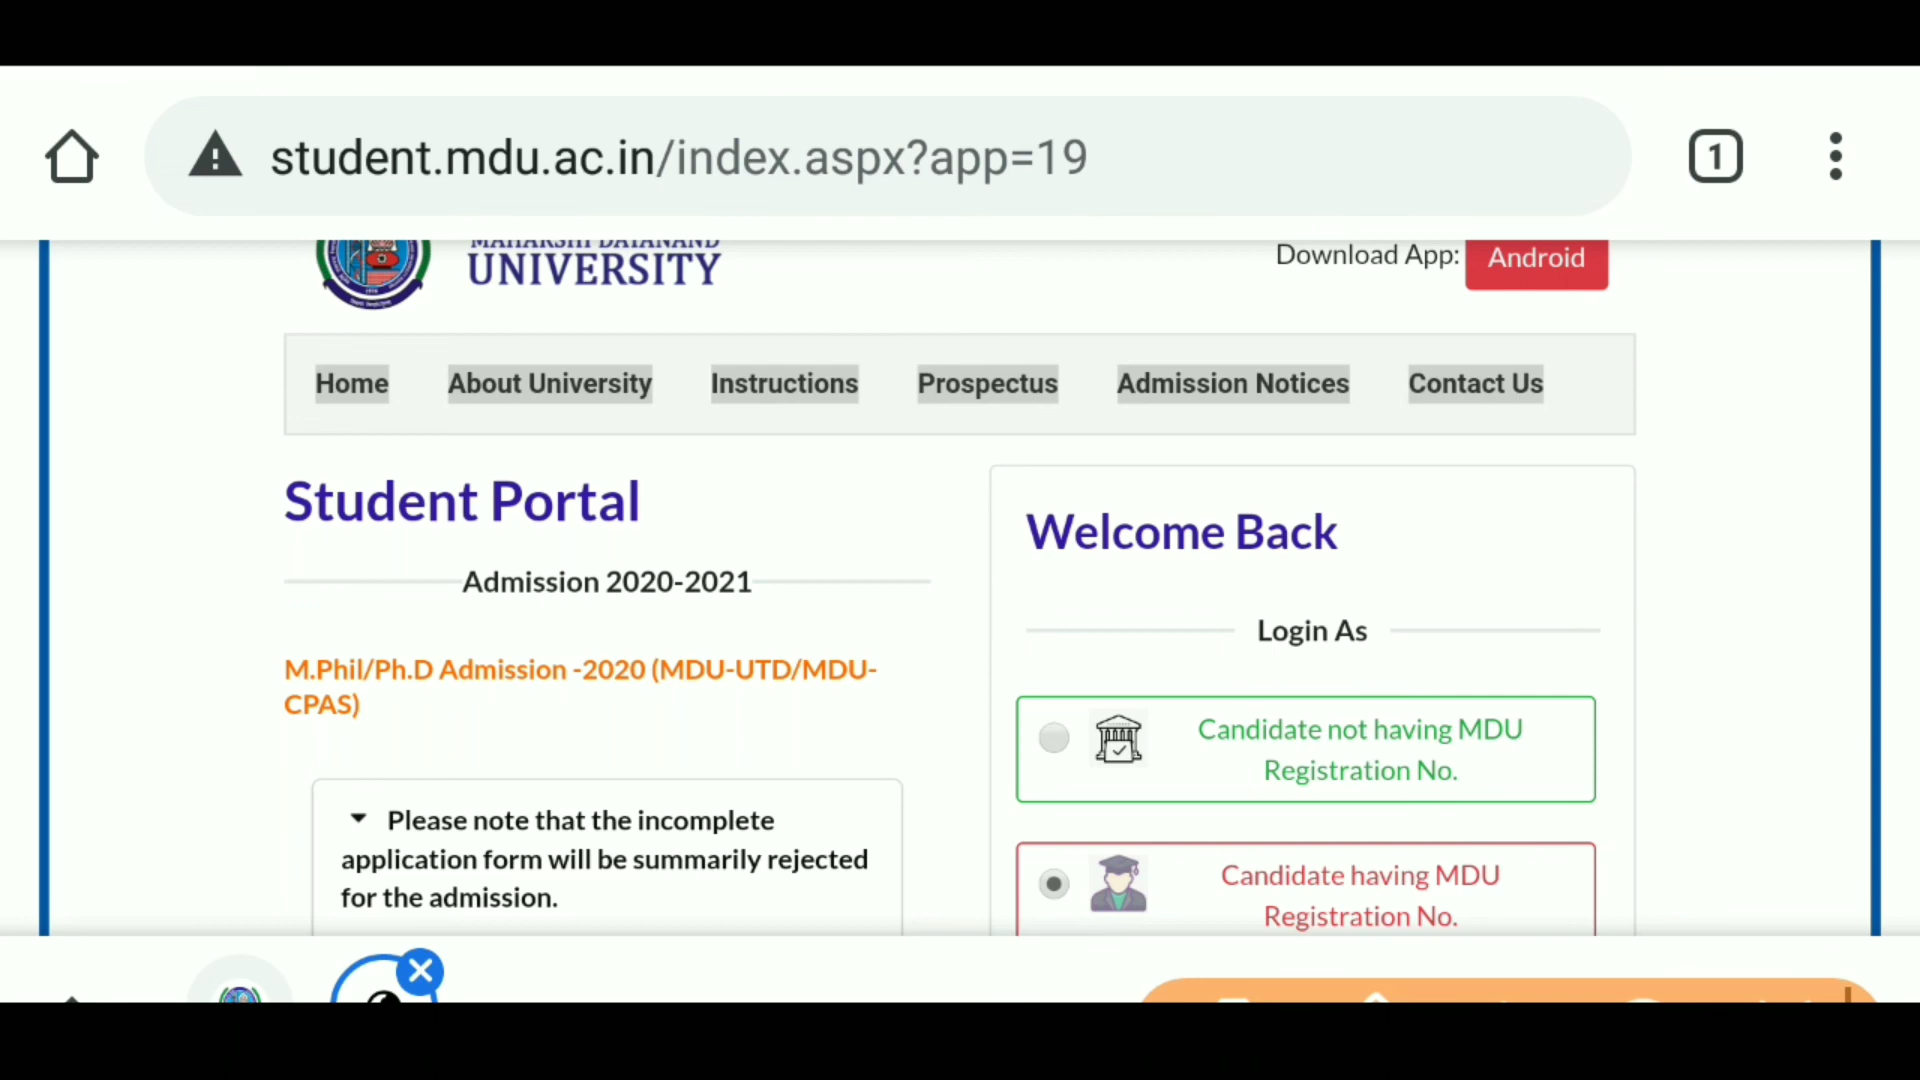 student.mdu.ac.in/index.aspx?app=19
1
MAHARSHI DAYANAND
UNIVERSITY
Download App: Android
Home About University Instructions Prospectus Admission Notices Contact Us
Student Portal
Admission 2020-2021
M.Phil/Ph.D Admission -2020 (MDU-UTD/MDU-
CPAS)
Please note that the incomplete
application form will be summarily rejected
for the admission.
Welcome Back
Login As
Candidate not having MDU
Registration No.
Candidate having MDU
Registration No.